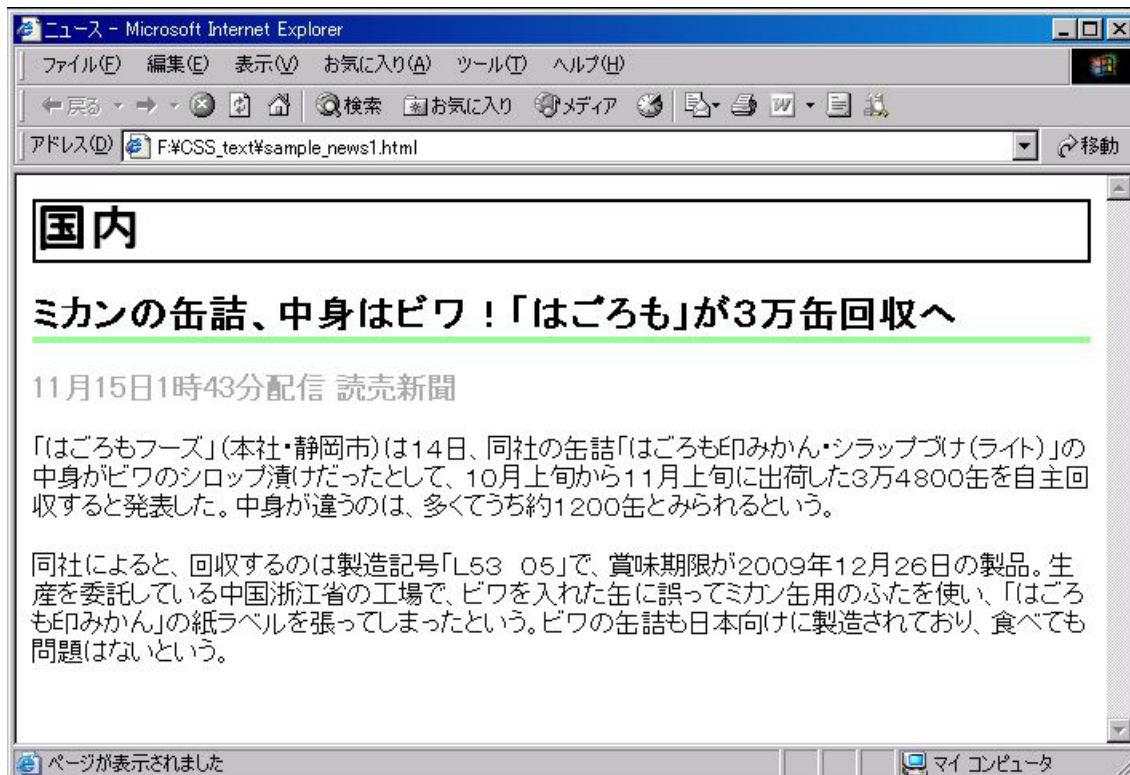 ニュース - Microsoft Internet Explorer
ファイル(F) 編集(E) 表示(V) お気に入り(A) ツール(T) ヘルプ(H)
戻る 検索 お気に入り メディア
アドレス(D) F:¥CSS_text¥sample_news1.html 移動
国内
ミカンの缶詰、中身はビワ！「はごろも」が３万缶回収へ
11月15日1時43分配信 読売新聞
「はごろもフーズ」（本社・静岡市）は１４日、同社の缶詰「はごろも印みかん・シラップづけ（ライト）」の
中身がビワのシロップ漬けだったとして、１０月上旬から１１月上旬に出荷した３万４８００缶を自主回
収すると発表した。中身が違うのは、多くてうち約１２００缶とみられるという。
同社によると、回収するのは製造記号「Ｌ５３　０５」で、賞味期限が２００９年１２月２６日の製品。生
産を委託している中国浙江省の工場で、ビワを入れた缶に誤ってミカン缶用のふたを使い、「はごろ
も印みかん」の紙ラベルを張ってしまったという。ビワの缶詰も日本向けに製造されており、食べても
問題はないという。
ページが表示されました マイ コンピュータ